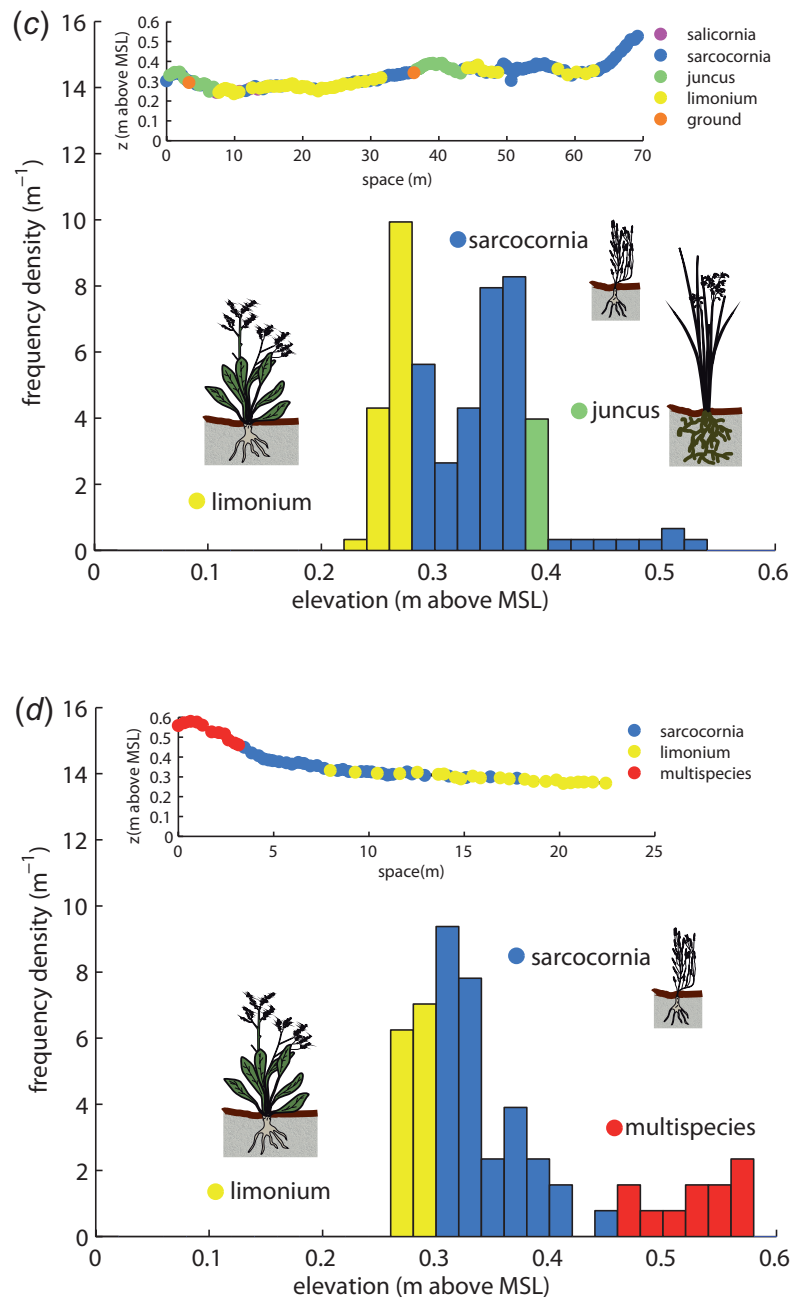 (c)
16
14
12
10
8
6
4
2
0
frequency density (m⁻¹)
0.6
0.5
0.4
0.3
0.2
0.1
0
z (m above MSL)
0 10 20 30 40 50 60 70
space (m)
salicornia
sarcocornia
juncus
limonium
ground
sarcocornia
juncus
limonium
0 0.1 0.2 0.3 0.4 0.5 0.6
elevation (m above MSL)
(d)
16
14
12
10
8
6
4
2
0
frequency density (m⁻¹)
0.6
0.5
0.4
0.3
0.2
0.1
0
z(m above MSL)
0 5 10 15 20 25
space(m)
sarcocornia
limonium
multispecies
sarcocornia
multispecies
limonium
0 0.1 0.2 0.3 0.4 0.5 0.6
elevation (m above MSL)